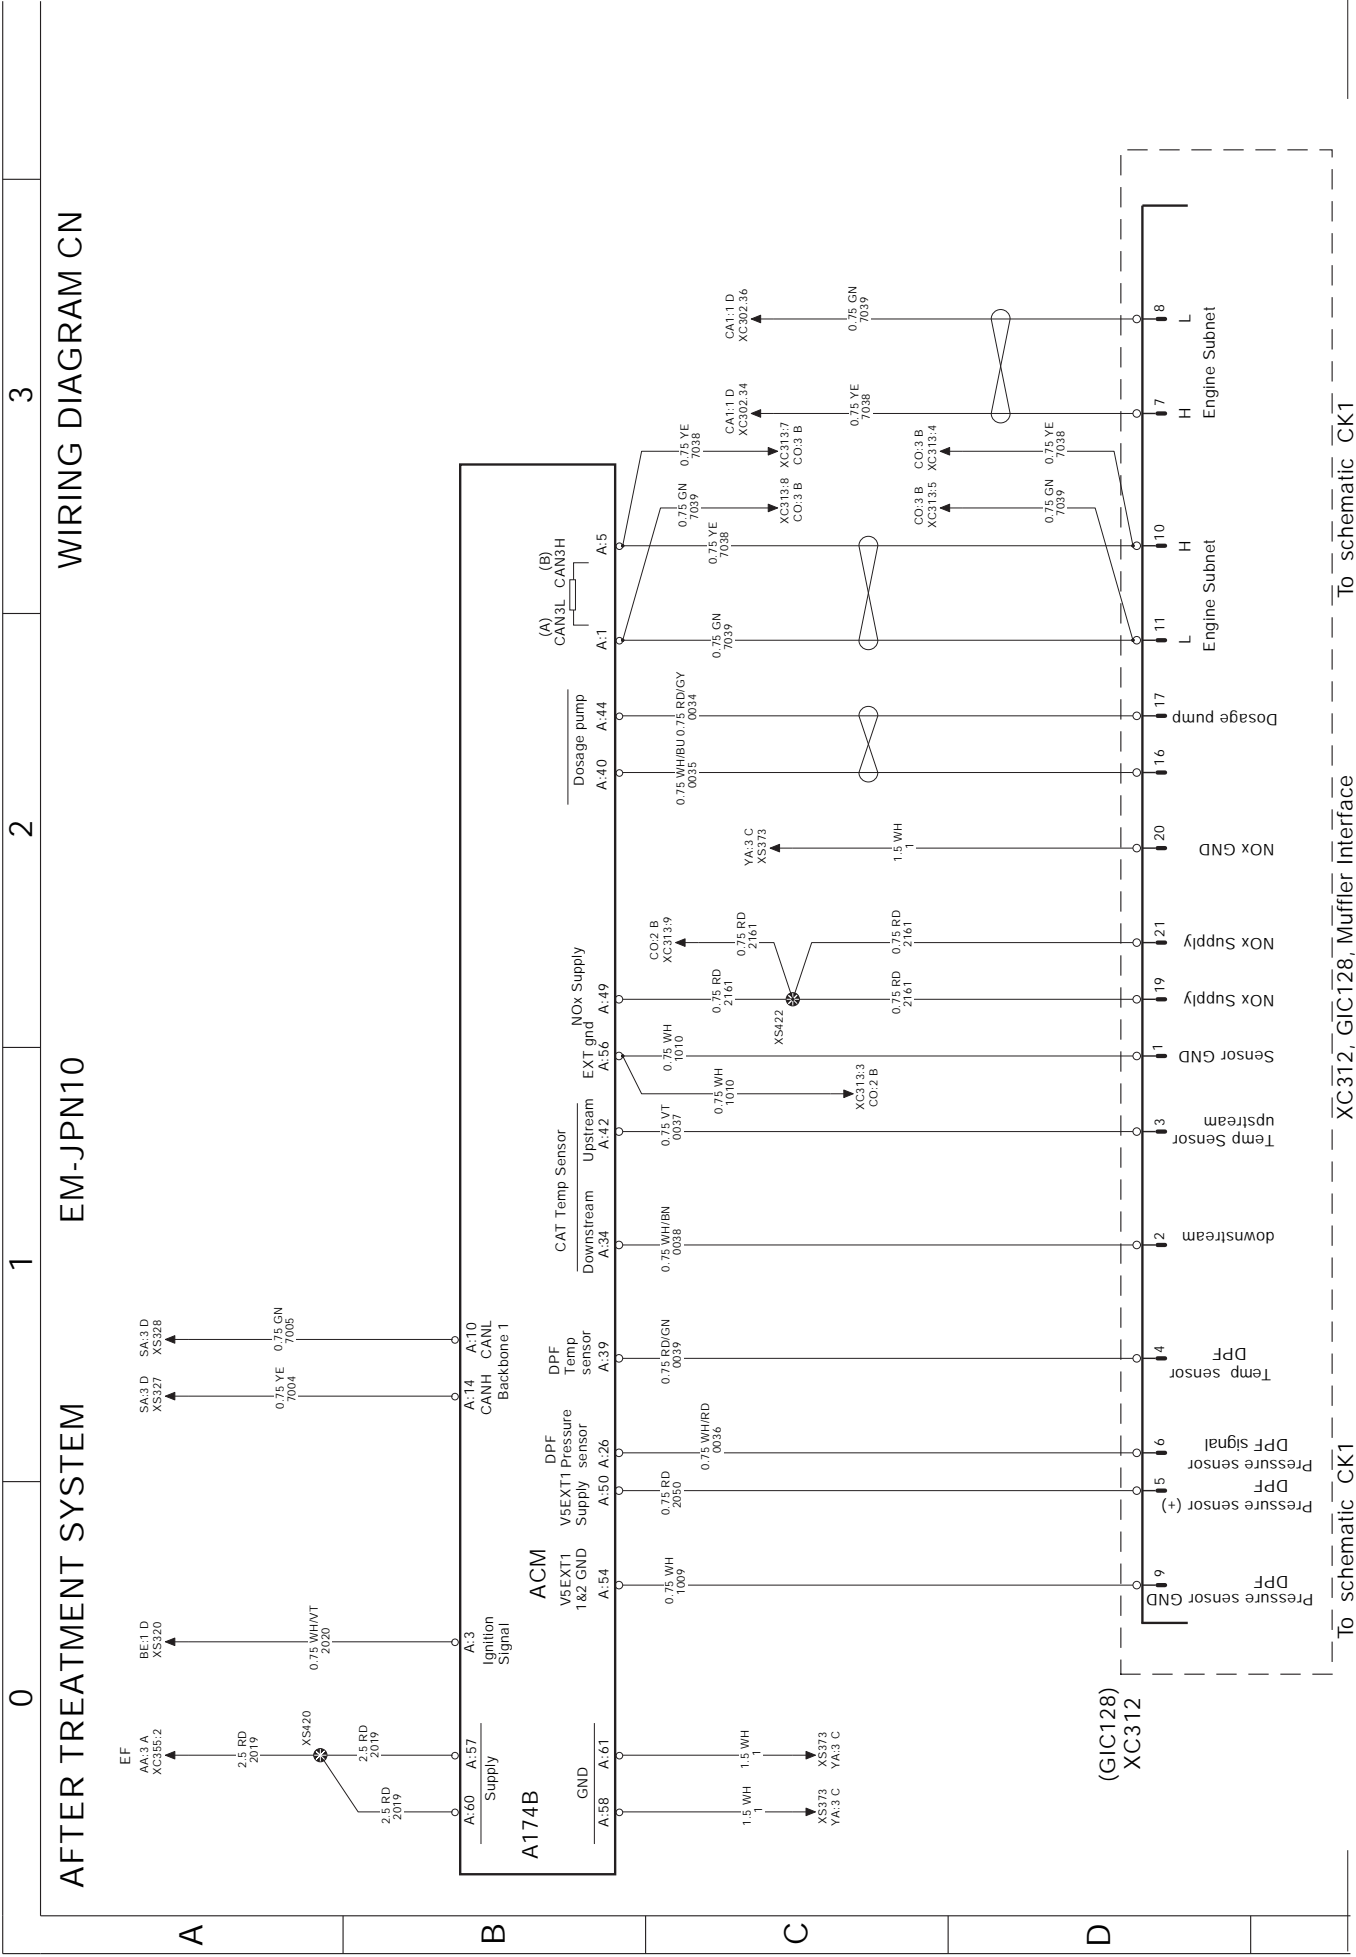 0
1
2
3
AFTER TREATMENT SYSTEM
EM-JPN10
WIRING DIAGRAM CN
A
B
C
D
EF
AA:3 A
XC355:2
2.5 RD
2019
XS420
2.5 RD
2019
2.5 RD
2019
BE:1 D
XS320
0.75 WH/VT
2020
SA:3 D
XS327
0.75 YE
7004
SA:3 D
XS328
0.75 GN
7005
A:60
A:57
Supply
A:3
Ignition
Signal
A:14
CANH
A:10
CANL
Backbone 1
A174B
ACM
GND
A:58
A:61
V5EXT1
1&2 GND
A:54
V5EXT1
Supply
A:50
DPF
Pressure
sensor
A:26
DPF
Temp
sensor
A:39
CAT Temp Sensor
Downstream
A:34
Upstream
A:42
EXT gnd
A:56
NOx Supply
A:49
Dosage pump
A:40
A:44
(A)
CAN3L
A:1
(B)
CAN3H
A:5
1.5 WH
1
XS373
YA:3 C
1.5 WH
1
XS373
YA:3 C
0.75 WH
1009
0.75 RD
2050
0.75 WH/RD
0036
0.75 RD/GN
0039
0.75 WH/BN
0038
0.75 VT
0037
0.75 WH
1010
0.75 WH
1010
XC313:3
CO:2 B
0.75 RD
2161
XS422
0.75 RD
2161
CO:2 B
XC313:9
0.75 RD
2161
0.75 RD
2161
YA:3 C
XS373
1.5 WH
1
0.75 WH/BU
0035
0.75 RD/GY
0034
0.75 GN
7039
0.75 YE
7038
0.75 GN
7039
XC313:8
CO:3 B
0.75 YE
7038
XC313:7
CO:3 B
CO:3 B
XC313:5
0.75 GN
7039
CO:3 B
XC313:4
0.75 YE
7038
CA1:1 D
XC302.34
0.75 YE
7038
CA1:1 D
XC302.36
0.75 GN
7039
(GIC128)
XC312
9
DPF
Pressure sensor GND
5
Pressure sensor (+)
DPF
6
Pressure sensor
DPF signal
4
Temp sensor
DPF
2
downstream
3
Temp Sensor
upstream
1
Sensor GND
19
NOx Supply
21
NOx Supply
20
NOx GND
16
17
Dosage pump
11
L
10
H
Engine Subnet
7
H
8
L
Engine Subnet
To schematic CK1
XC312, GIC128, Muffler Interface
To schematic CK1